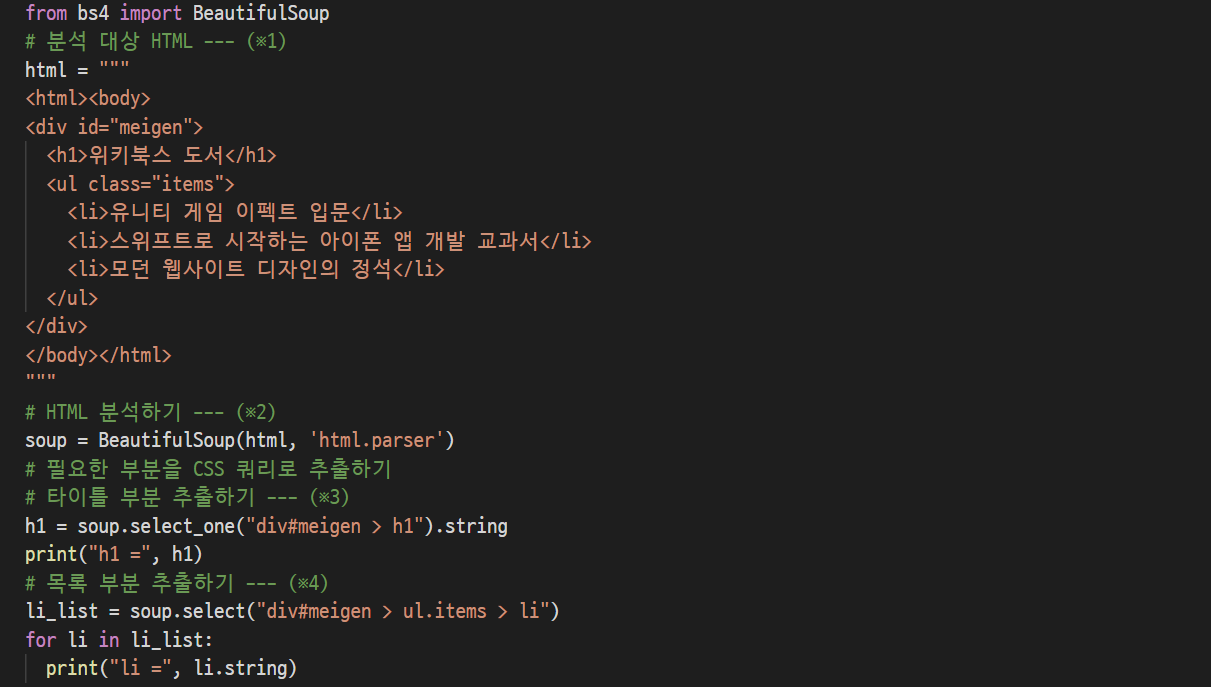 from bs4 import BeautifulSoup
# 분석 대상 HTML --- (※1)
html = """
<html><body>
<div id="meigen">
  <h1>위키북스 도서</h1>
  <ul class="items">
    <li>유니티 게임 이펙트 입문</li>
    <li>스위프트로 시작하는 아이폰 앱 개발 교과서</li>
    <li>모던 웹사이트 디자인의 정석</li>
  </ul>
</div>
</body></html>
"""
# HTML 분석하기 --- (※2)
soup = BeautifulSoup(html, 'html.parser')
# 필요한 부분을 CSS 쿼리로 추출하기
# 타이틀 부분 추출하기 --- (※3)
h1 = soup.select_one("div#meigen > h1").string
print("h1 =", h1)
# 목록 부분 추출하기 --- (※4)
li_list = soup.select("div#meigen > ul.items > li")
for li in li_list:
  print("li =", li.string)